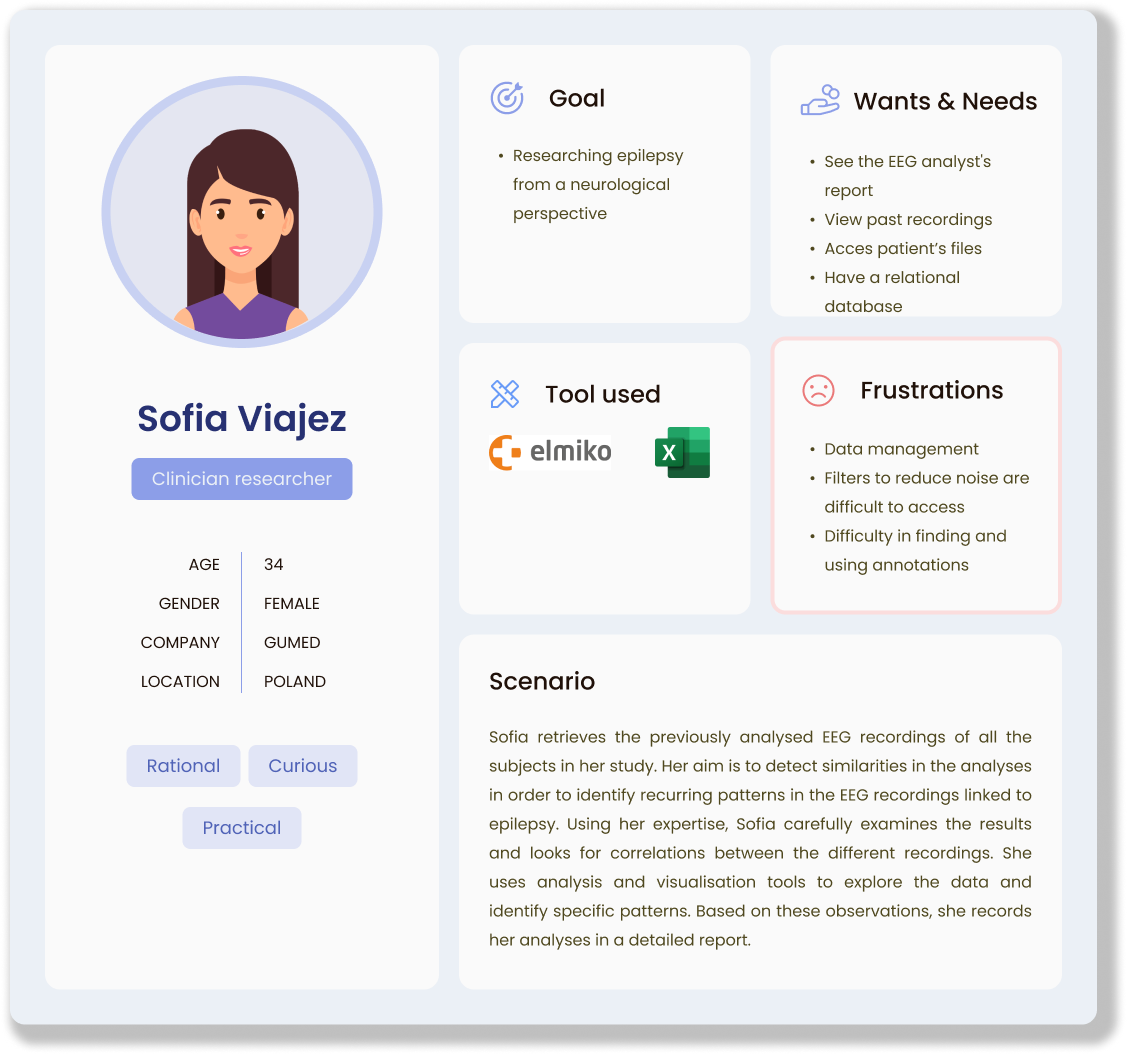 Sofia Viajez
Clinician researcher
AGE 34
GENDER FEMALE
COMPANY GUMED
LOCATION POLAND
Rational Curious
Practical
Goal
• Researching epilepsy
from a neurological
perspective
Wants & Needs
• See the EEG analyst's
report
• View past recordings
• Acces patient’s files
• Have a relational
database
Tool used
elmiko X
Frustrations
• Data management
• Filters to reduce noise are
difficult to access
• Difficulty in finding and
using annotations
Scenario
Sofia retrieves the previously analysed EEG recordings of all the
subjects in her study. Her aim is to detect similarities in the analyses
in order to identify recurring patterns in the EEG recordings linked to
epilepsy. Using her expertise, Sofia carefully examines the results
and looks for correlations between the different recordings. She
uses analysis and visualisation tools to explore the data and
identify specific patterns. Based on these observations, she records
her analyses in a detailed report.